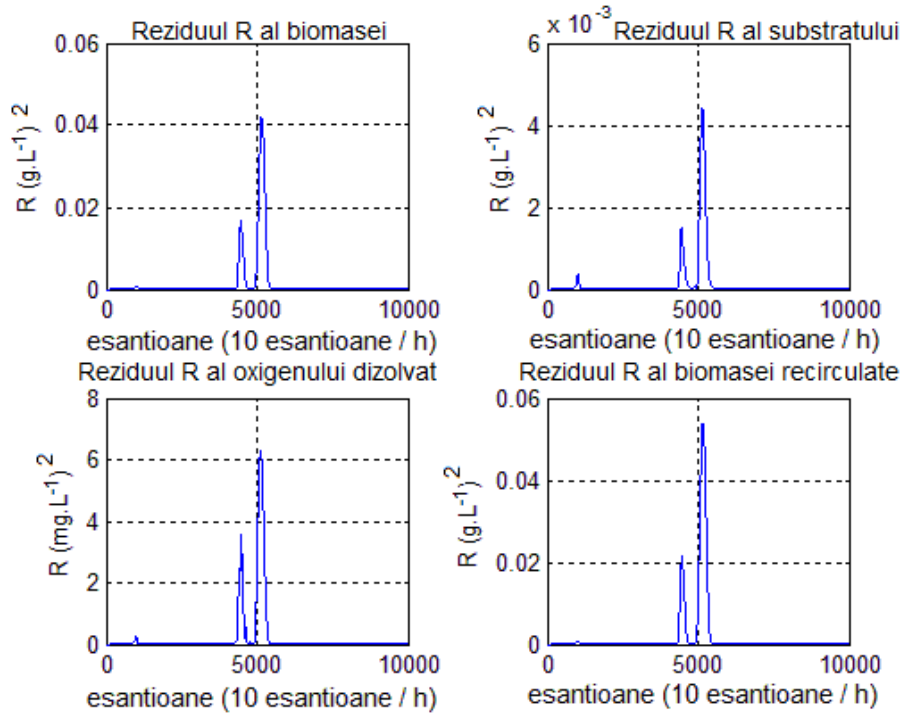 Reziduul R al biomasei
0.06
0.04
0.02
0
R (g.L-1) 2
0 5000 10000
esantioane (10 esantioane / h)
x 10-3 Reziduul R al substratului
6
4
2
0
R (g.L-1) 2
0 5000 10000
esantioane (10 esantioane / h)
Reziduul R al oxigenului dizolvat
8
6
4
2
0
R (mg.L-1) 2
0 5000 10000
esantioane (10 esantioane / h)
Reziduul R al biomasei recirculate
0.06
0.04
0.02
0
R (g.L-1) 2
0 5000 10000
esantioane (10 esantioane / h)